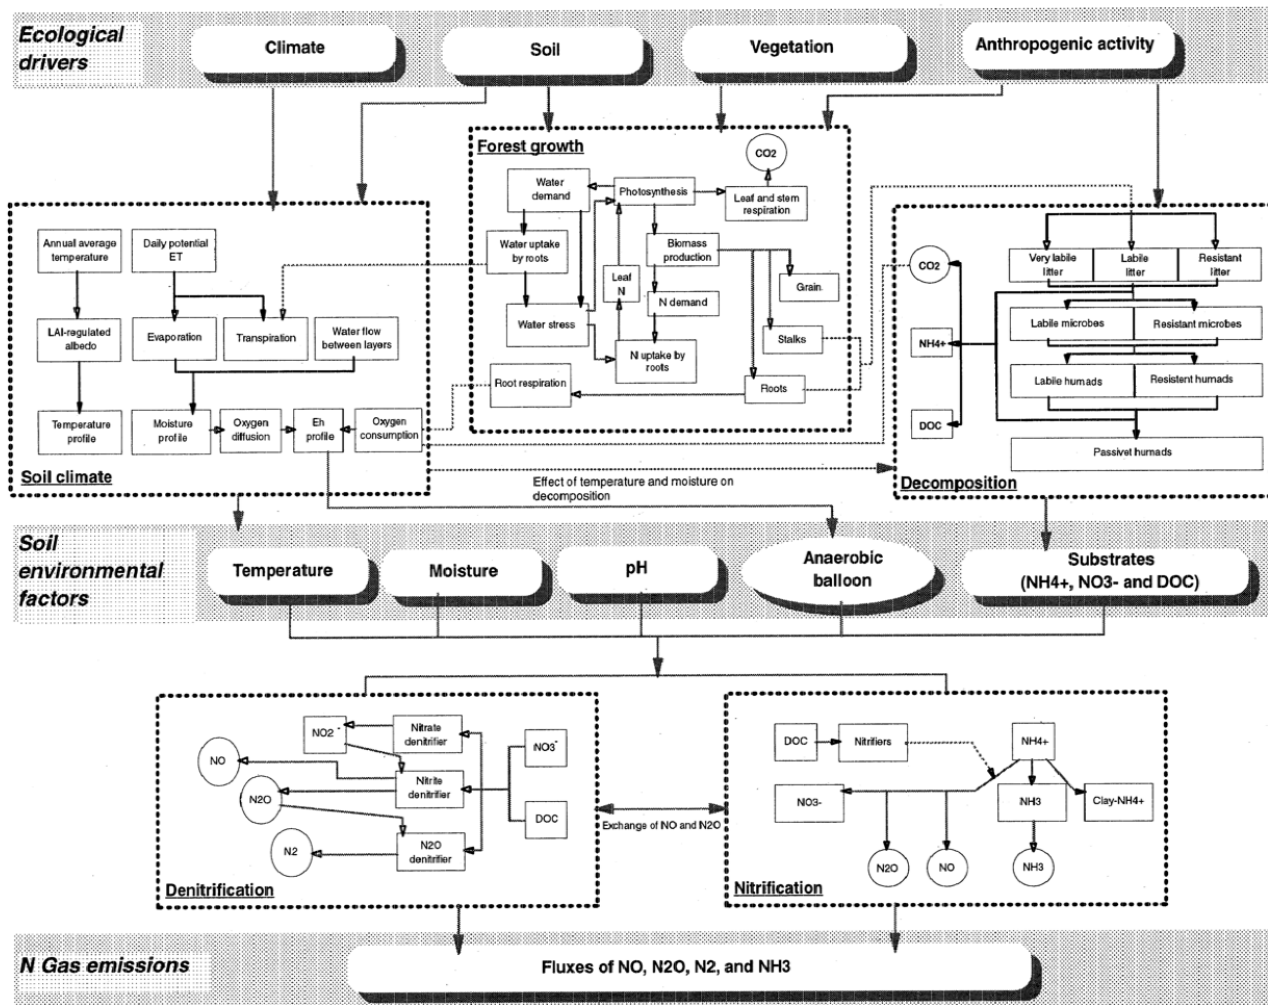 Ecological
drivers
Climate
Soil
Vegetation
Anthropogenic activity
Forest growth
CO2
Water
demand
Photosynthesis
Leaf and stem
respiration
Water uptake
by roots
Biomass
production
Leaf
N
Grain
N demand
Water stress
Stalks
N uptake by
roots
Root respiration
Roots
Annual average
temperature
Daily potential
ET
LAI-regulated
albedo
Evaporation
Transpiration
Water flow
between layers
Temperature
profile
Moisture
profile
Oxygen
diffusion
Eh
profile
Oxygen
consumption
Soil climate
CO2
Very labile
litter
Labile
litter
Resistant
litter
Labile microbes
Resistant microbes
NH4+
Labile humads
Resistent humads
DOC
Passivet humads
Decomposition
Effect of temperature and moisture on
decomposition
Soil
environmental
factors
Temperature
Moisture
pH
Anaerobic
balloon
Substrates
(NH4+, NO3- and DOC)
NO2-
Nitrate
denitrifier
NO3-
NO
Nitrite
denitrifier
N2O
DOC
N2O
denitrifier
N2
Denitrification
Exchange of NO and N2O
DOC
Nitrifiers
NH4+
NO3-
NH3
Clay-NH4+
N2O
NO
NH3
Nitrification
N Gas emissions
Fluxes of NO, N2O, N2, and NH3